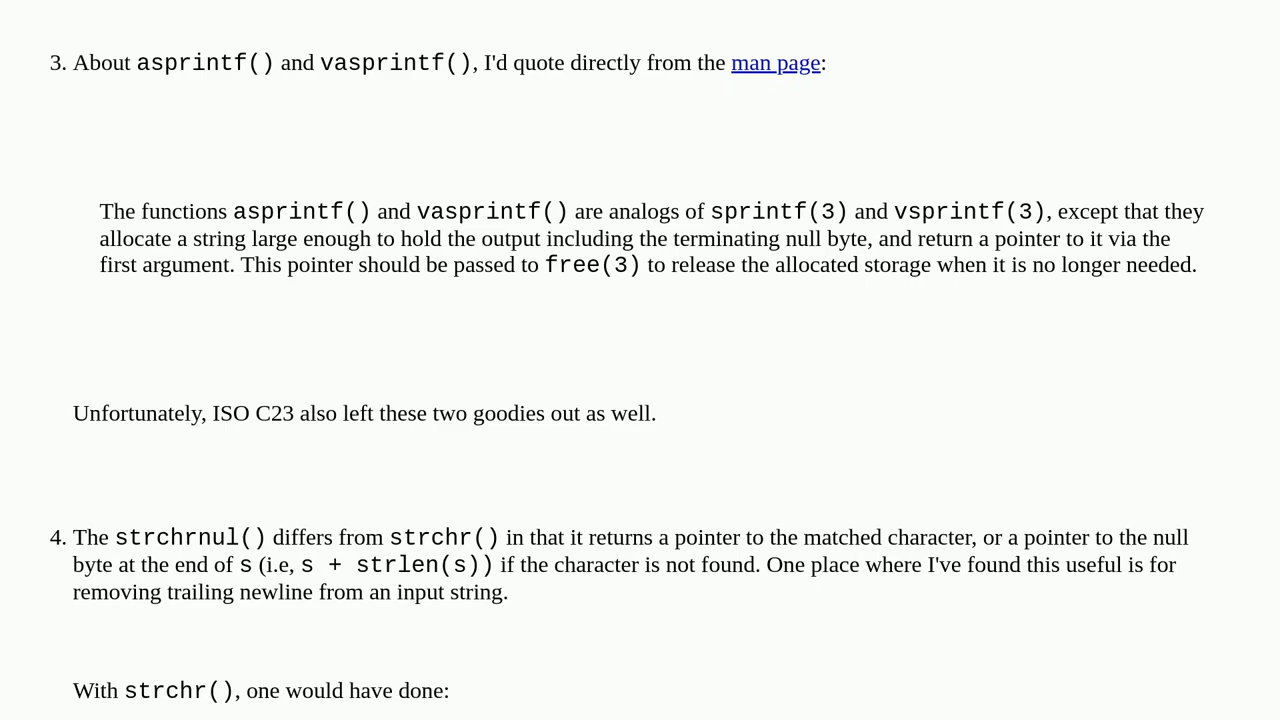 3. About asprintf() and vasprintf(), I'd quote directly from the man page:
The functions asprintf() and vasprintf() are analogs of sprintf(3) and vsprintf(3), except that they
allocate a string large enough to hold the output including the terminating null byte, and return a pointer to it via the
first argument. This pointer should be passed to free(3) to release the allocated storage when it is no longer needed.
Unfortunately, ISO C23 also left these two goodies out as well.
4. The strchrnul() differs from strchr() in that it returns a pointer to the matched character, or a pointer to the null
byte at the end of s (i.e, s + strlen(s)) if the character is not found. One place where I've found this useful is for
removing trailing newline from an input string.
With strchr(), one would have done: